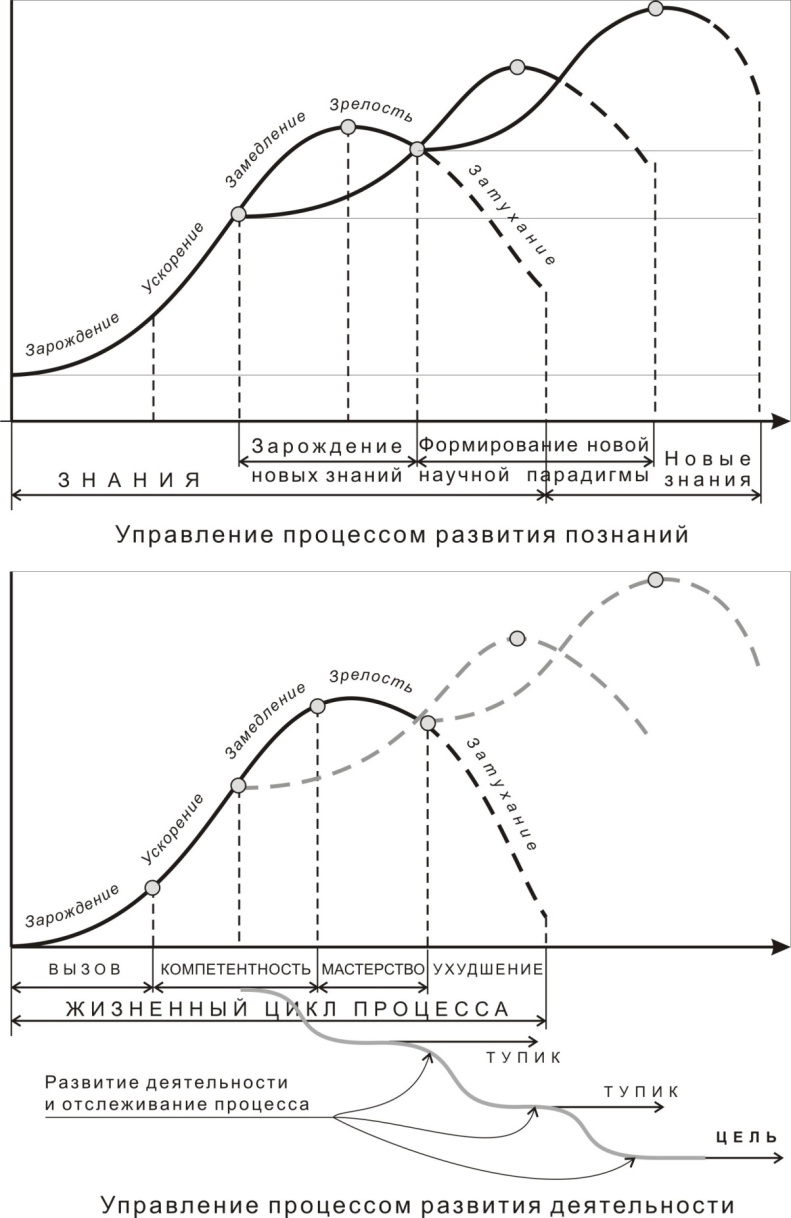 Зарождение
Ускорение
Замедление
Зрелость
Затухание
ЗНАНИЯ
Зарождение
новых знаний
Формирование новой
научной парадигмы
Новые
знания
Управление процессом развития познаний
Зарождение
Ускорение
Замедление
Зрелость
Затухание
ВЫЗОВ
КОМПЕТЕНТНОСТЬ
МАСТЕРСТВО
УХУДШЕНИЕ
ЖИЗНЕННЫЙ ЦИКЛ ПРОЦЕССА
ТУПИК
Развитие деятельности
и отслеживание процесса
ТУПИК
ЦЕЛЬ
Управление процессом развития деятельности